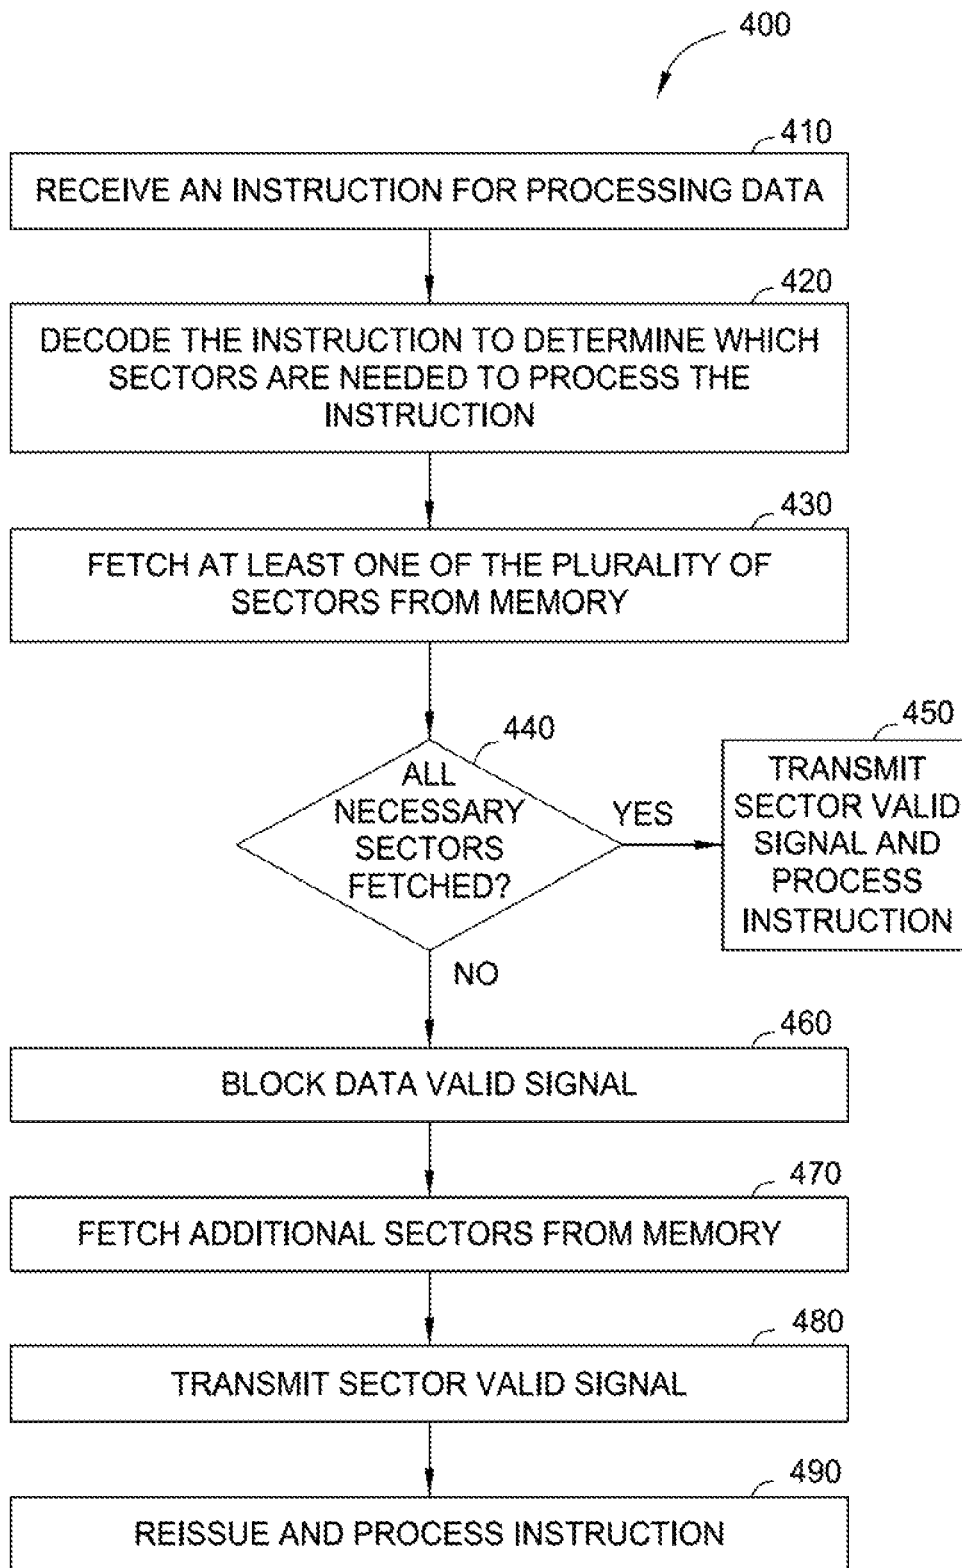 400
410
RECEIVE AN INSTRUCTION FOR PROCESSING DATA
420
DECODE THE INSTRUCTION TO DETERMINE WHICH
SECTORS ARE NEEDED TO PROCESS THE
INSTRUCTION
430
FETCH AT LEAST ONE OF THE PLURALITY OF
SECTORS FROM MEMORY
440
ALL
NECESSARY
SECTORS
FETCHED?
YES
450
TRANSMIT
SECTOR VALID
SIGNAL AND
PROCESS
INSTRUCTION
NO
460
BLOCK DATA VALID SIGNAL
470
FETCH ADDITIONAL SECTORS FROM MEMORY
480
TRANSMIT SECTOR VALID SIGNAL
490
REISSUE AND PROCESS INSTRUCTION